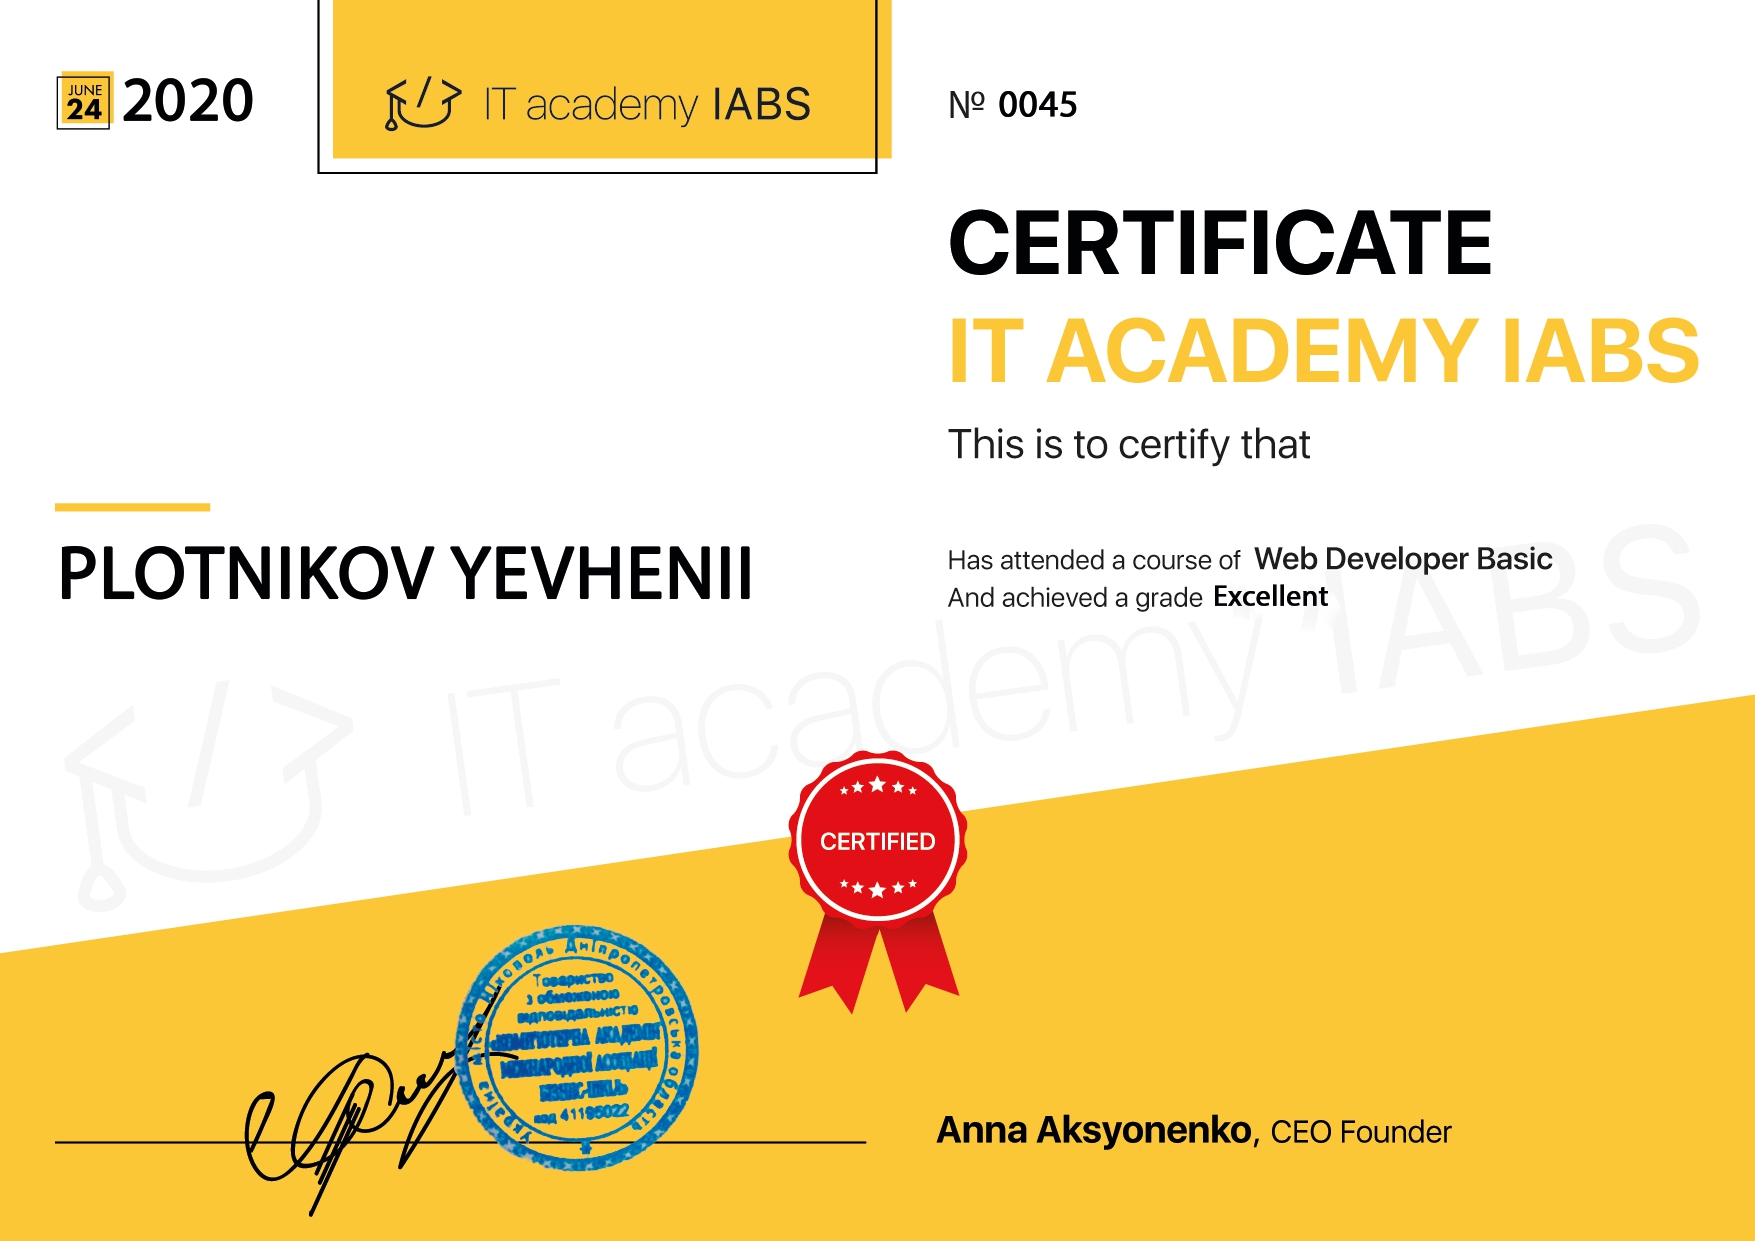 JUNE
24
2020
IT academy IABS
№ 0045
CERTIFICATE
IT ACADEMY IABS
This is to certify that
PLOTNIKOV YEVHENII
Has attended a course of Web Developer Basic
And achieved a grade Excellent
IT academy IABS
CERTIFIED
Україна місто Нікополь Дніпропетровська область
Товариство
з обмеженою
відповідальністю
«КОМП'ЮТЕРНА АКАДЕМІЯ
МІЖНАРОДНОЇ АСОЦІАЦІЇ
БІЗНЕС-ШКІЛ»
код 41195022
Anna Aksyonenko, CEO Founder